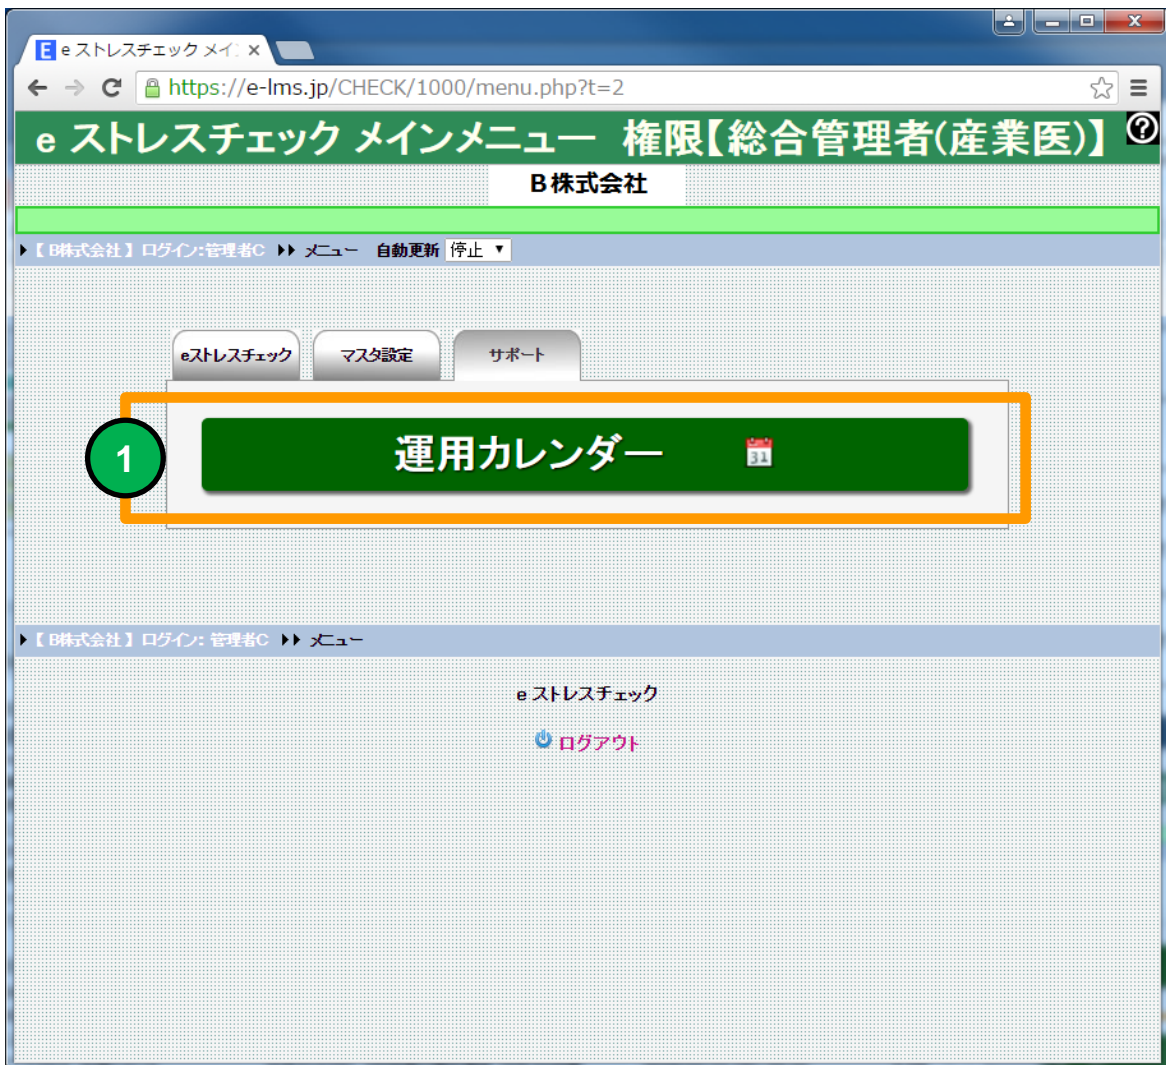 e ストレスチェック メイン
https://e-lms.jp/CHECK/1000/menu.php?t=2
e ストレスチェック メインメニュー 権限【総合管理者(産業医)】
B株式会社
【 B株式会社 】ログイン:管理者C メニュー 自動更新 停止
eストレスチェック マスタ設定 サポート
1 運用カレンダー 31
【 B株式会社 】ログイン: 管理者C メニュー
e ストレスチェック
ログアウト